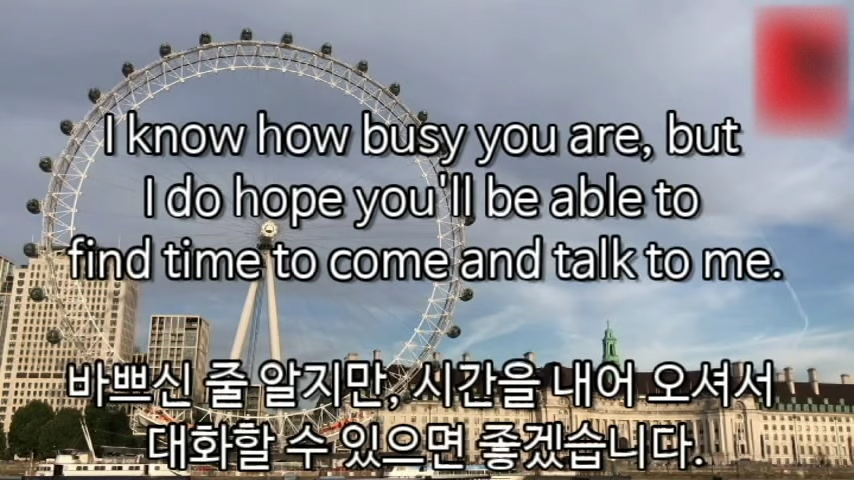 I know how busy you are, but
I do hope you'll be able to
find time to come and talk to me.
바쁘신 줄 알지만, 시간을 내어 오셔서
대화할 수 있으면 좋겠습니다.